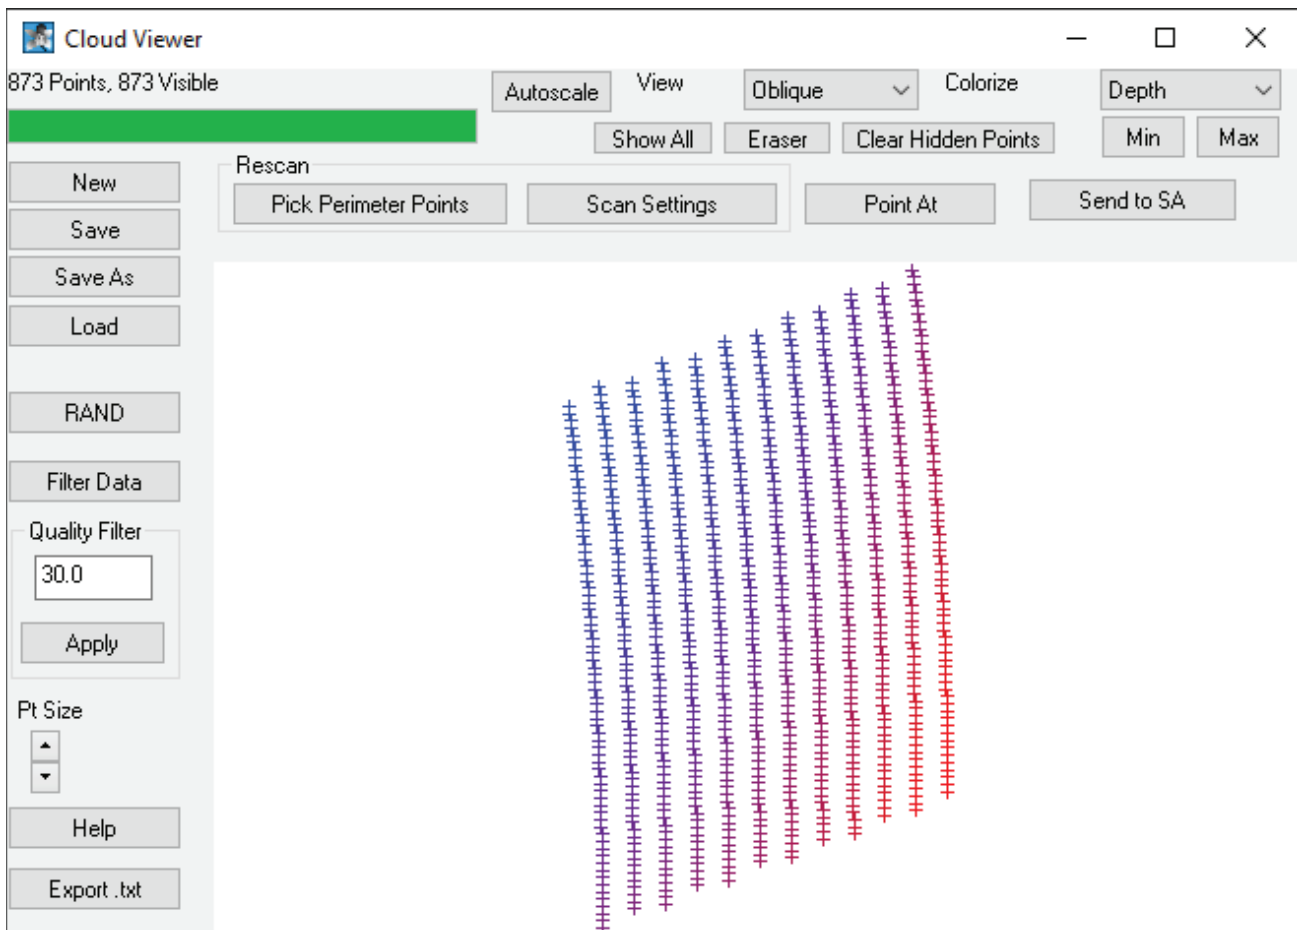 Cloud Viewer
873 Points, 873 Visible
Autoscale
View
Oblique
Colorize
Depth
Show All
Eraser
Clear Hidden Points
Min
Max
Rescan
Pick Perimeter Points
Scan Settings
Point At
Send to SA
New
Save
Save As
Load
RAND
Filter Data
Quality Filter
30.0
Apply
Pt Size
Help
Export .txt